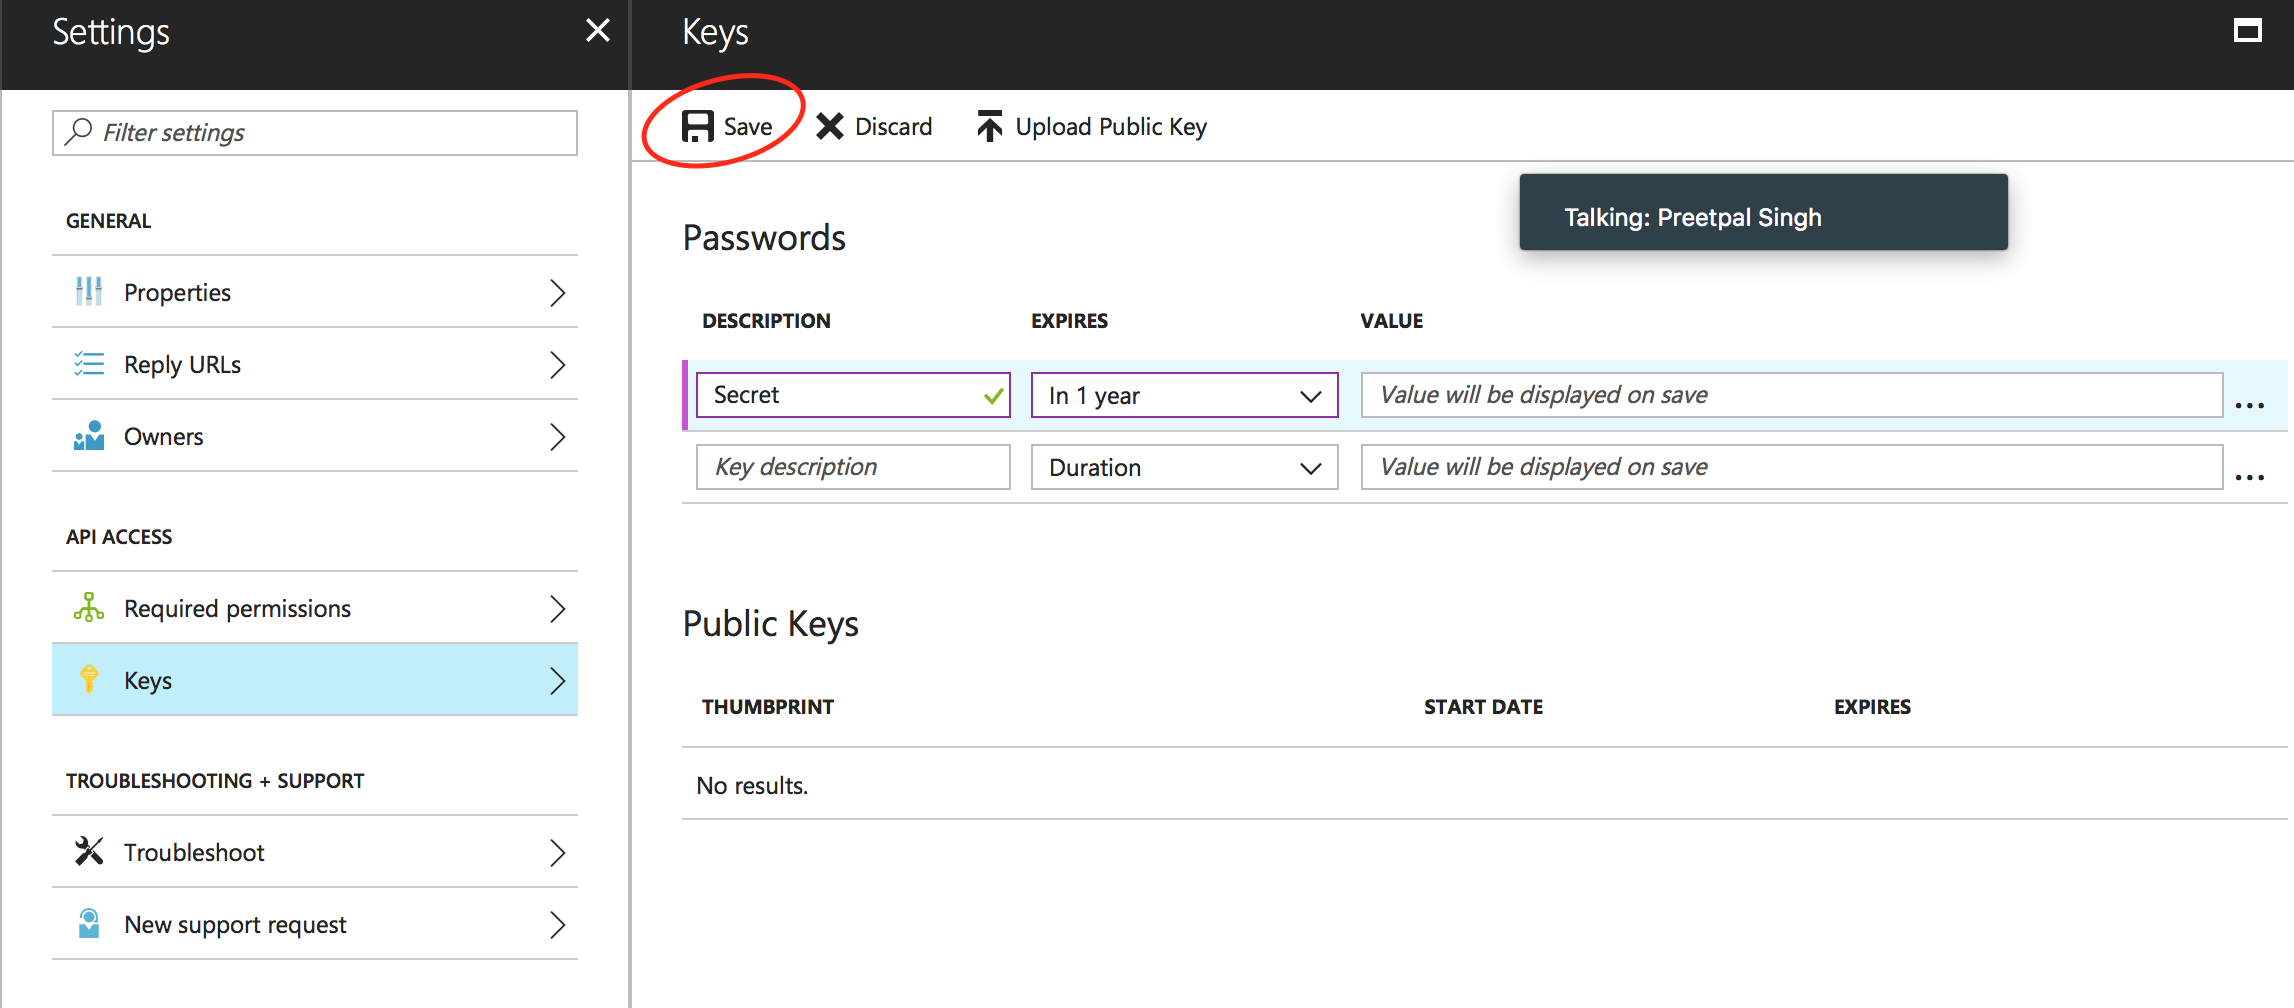 Settings
Filter settings
GENERAL
Properties
Reply URLs
Owners
API ACCESS
Required permissions
Keys
TROUBLESHOOTING + SUPPORT
Troubleshoot
New support request
Keys
Save Discard Upload Public Key
Talking: Preetpal Singh
Passwords
DESCRIPTION EXPIRES VALUE
Secret In 1 year Value will be displayed on save ...
Key description Duration Value will be displayed on save ...
Public Keys
THUMBPRINT START DATE EXPIRES
No results.